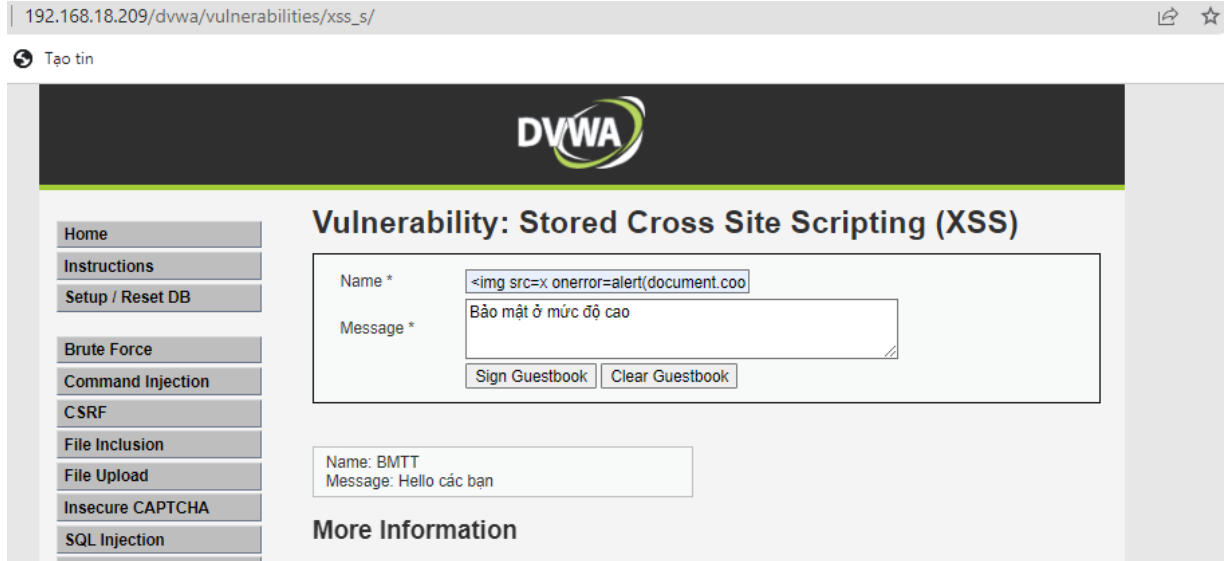 192.168.18.209/dvwa/vulnerabilities/xss_s/
Tạo tin
DVWA
Vulnerability: Stored Cross Site Scripting (XSS)
Home
Instructions
Setup / Reset DB
Brute Force
Command Injection
CSRF
File Inclusion
File Upload
Insecure CAPTCHA
SQL Injection
Name * <img src=x onerror=alert(document.coo
Message * Bảo mật ở mức độ cao
Sign Guestbook Clear Guestbook
Name: BMTT
Message: Hello các bạn
More Information